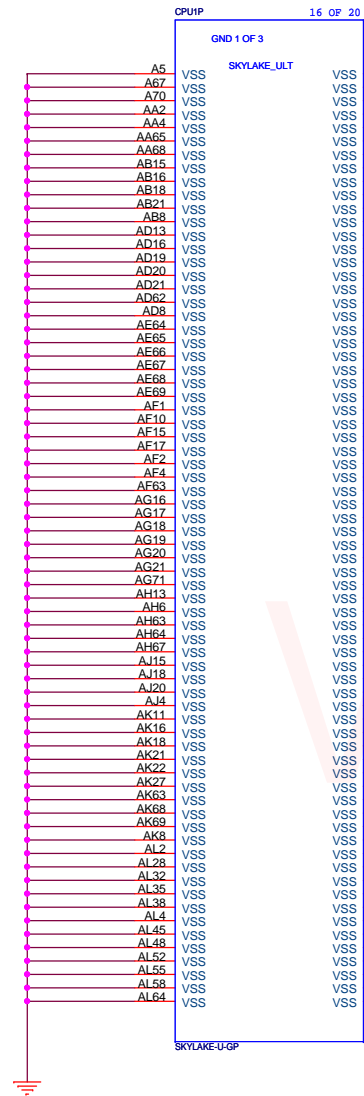 CPU1P 16 OF 20
GND 1 OF 3
SKYLAKE_ULT
A5 VSS VSS
A67 VSS VSS
A70 VSS VSS
AA2 VSS VSS
AA4 VSS VSS
AA65 VSS VSS
AA68 VSS VSS
AB15 VSS VSS
AB16 VSS VSS
AB18 VSS VSS
AB21 VSS VSS
AB8 VSS VSS
AD13 VSS VSS
AD16 VSS VSS
AD19 VSS VSS
AD20 VSS VSS
AD21 VSS VSS
AD62 VSS VSS
AD8 VSS VSS
AE64 VSS VSS
AE65 VSS VSS
AE66 VSS VSS
AE67 VSS VSS
AE68 VSS VSS
AE69 VSS VSS
AF1 VSS VSS
AF10 VSS VSS
AF15 VSS VSS
AF17 VSS VSS
AF2 VSS VSS
AF4 VSS VSS
AF63 VSS VSS
AG16 VSS VSS
AG17 VSS VSS
AG18 VSS VSS
AG19 VSS VSS
AG20 VSS VSS
AG21 VSS VSS
AG71 VSS VSS
AH13 VSS VSS
AH6 VSS VSS
AH63 VSS VSS
AH64 VSS VSS
AH67 VSS VSS
AJ15 VSS VSS
AJ18 VSS VSS
AJ20 VSS VSS
AJ4 VSS VSS
AK11 VSS VSS
AK16 VSS VSS
AK18 VSS VSS
AK21 VSS VSS
AK22 VSS VSS
AK27 VSS VSS
AK63 VSS VSS
AK68 VSS VSS
AK69 VSS VSS
AK8 VSS VSS
AL2 VSS VSS
AL28 VSS VSS
AL32 VSS VSS
AL35 VSS VSS
AL38 VSS VSS
AL4 VSS VSS
AL45 VSS VSS
AL48 VSS VSS
AL52 VSS VSS
AL55 VSS VSS
AL58 VSS VSS
AL64 VSS VSS
SKYLAKE-U-GP